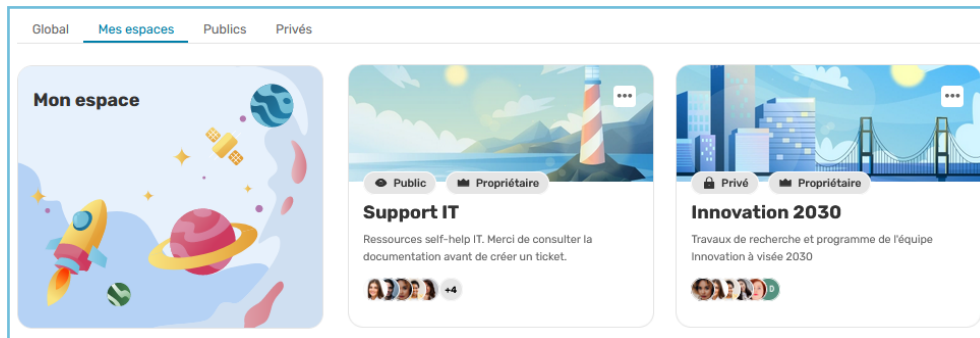 Global Mes espaces Publics Privés
Mon espace
Public Propriétaire
Support IT
Ressources self-help IT. Merci de consulter la
documentation avant de créer un ticket.
+4
Privé Propriétaire
Innovation 2030
Travaux de recherche et programme de l'équipe
Innovation à visée 2030
D